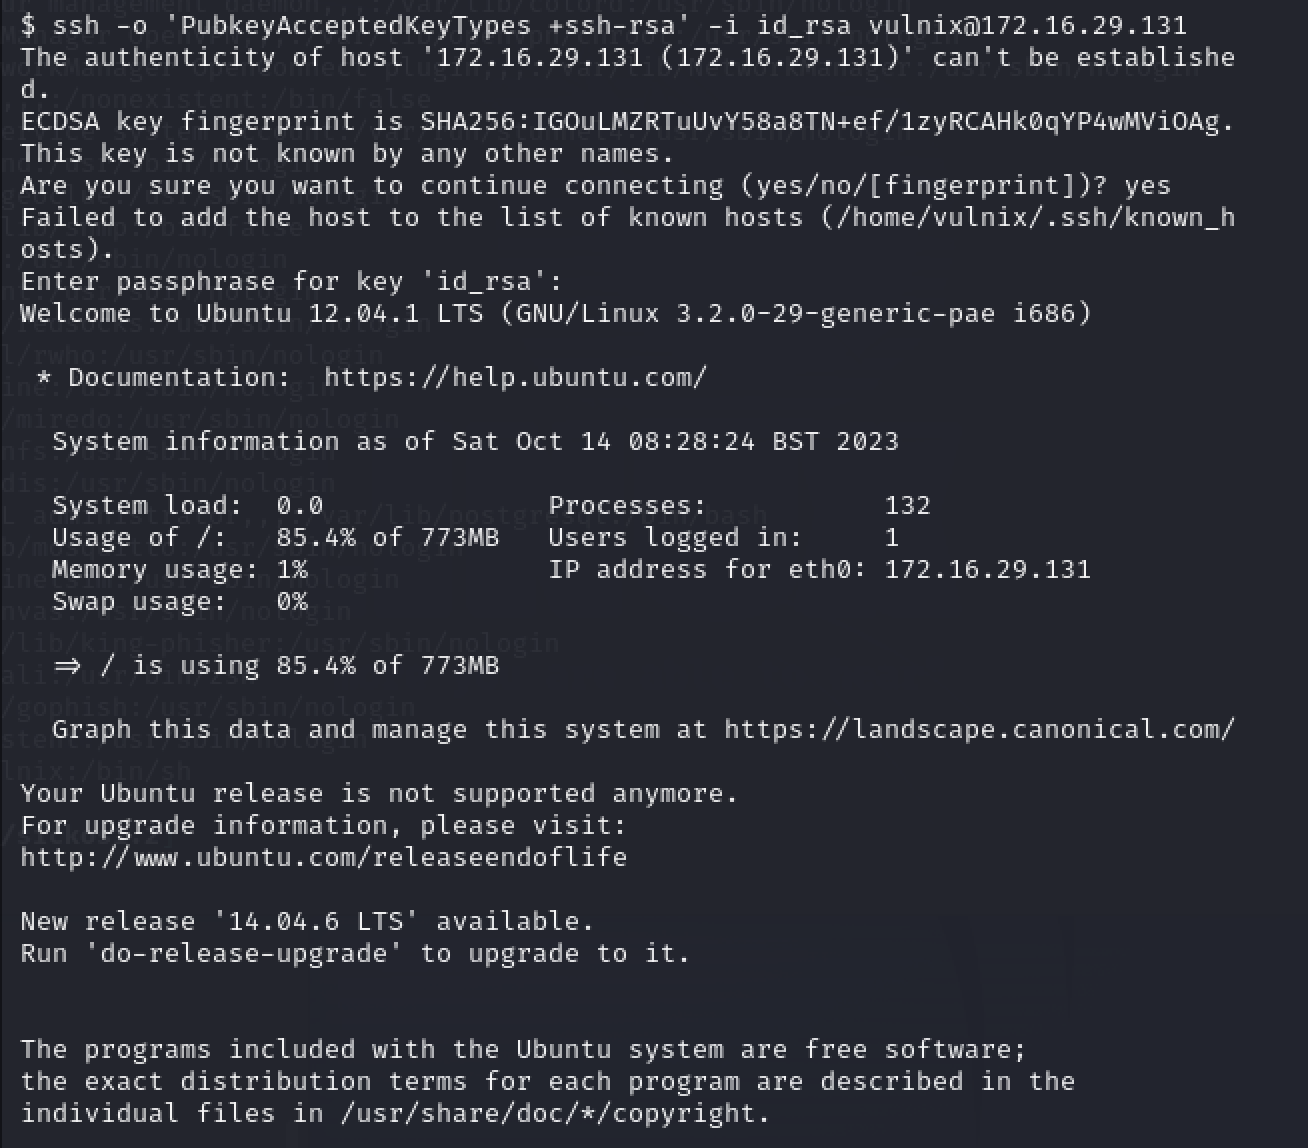 $ ssh -o 'PubkeyAcceptedKeyTypes +ssh-rsa' -i id_rsa vulnix@172.16.29.131
The authenticity of host '172.16.29.131 (172.16.29.131)' can't be establishe
d.
ECDSA key fingerprint is SHA256:IGOuLMZRTuUvY58a8TN+ef/1zyRCAHk0qYP4wMViOAg.
This key is not known by any other names.
Are you sure you want to continue connecting (yes/no/[fingerprint])? yes
Failed to add the host to the list of known hosts (/home/vulnix/.ssh/known_h
osts).
Enter passphrase for key 'id_rsa':
Welcome to Ubuntu 12.04.1 LTS (GNU/Linux 3.2.0-29-generic-pae i686)
* Documentation:  https://help.ubuntu.com/
System information as of Sat Oct 14 08:28:24 BST 2023
System load:  0.0              Processes:           132
Usage of /:   85.4% of 773MB   Users logged in:     1
Memory usage: 1%               IP address for eth0: 172.16.29.131
Swap usage:   0%
=> / is using 85.4% of 773MB
Graph this data and manage this system at https://landscape.canonical.com/
Your Ubuntu release is not supported anymore.
For upgrade information, please visit:
http://www.ubuntu.com/releaseendoflife
New release '14.04.6 LTS' available.
Run 'do-release-upgrade' to upgrade to it.
The programs included with the Ubuntu system are free software;
the exact distribution terms for each program are described in the
individual files in /usr/share/doc/*/copyright.